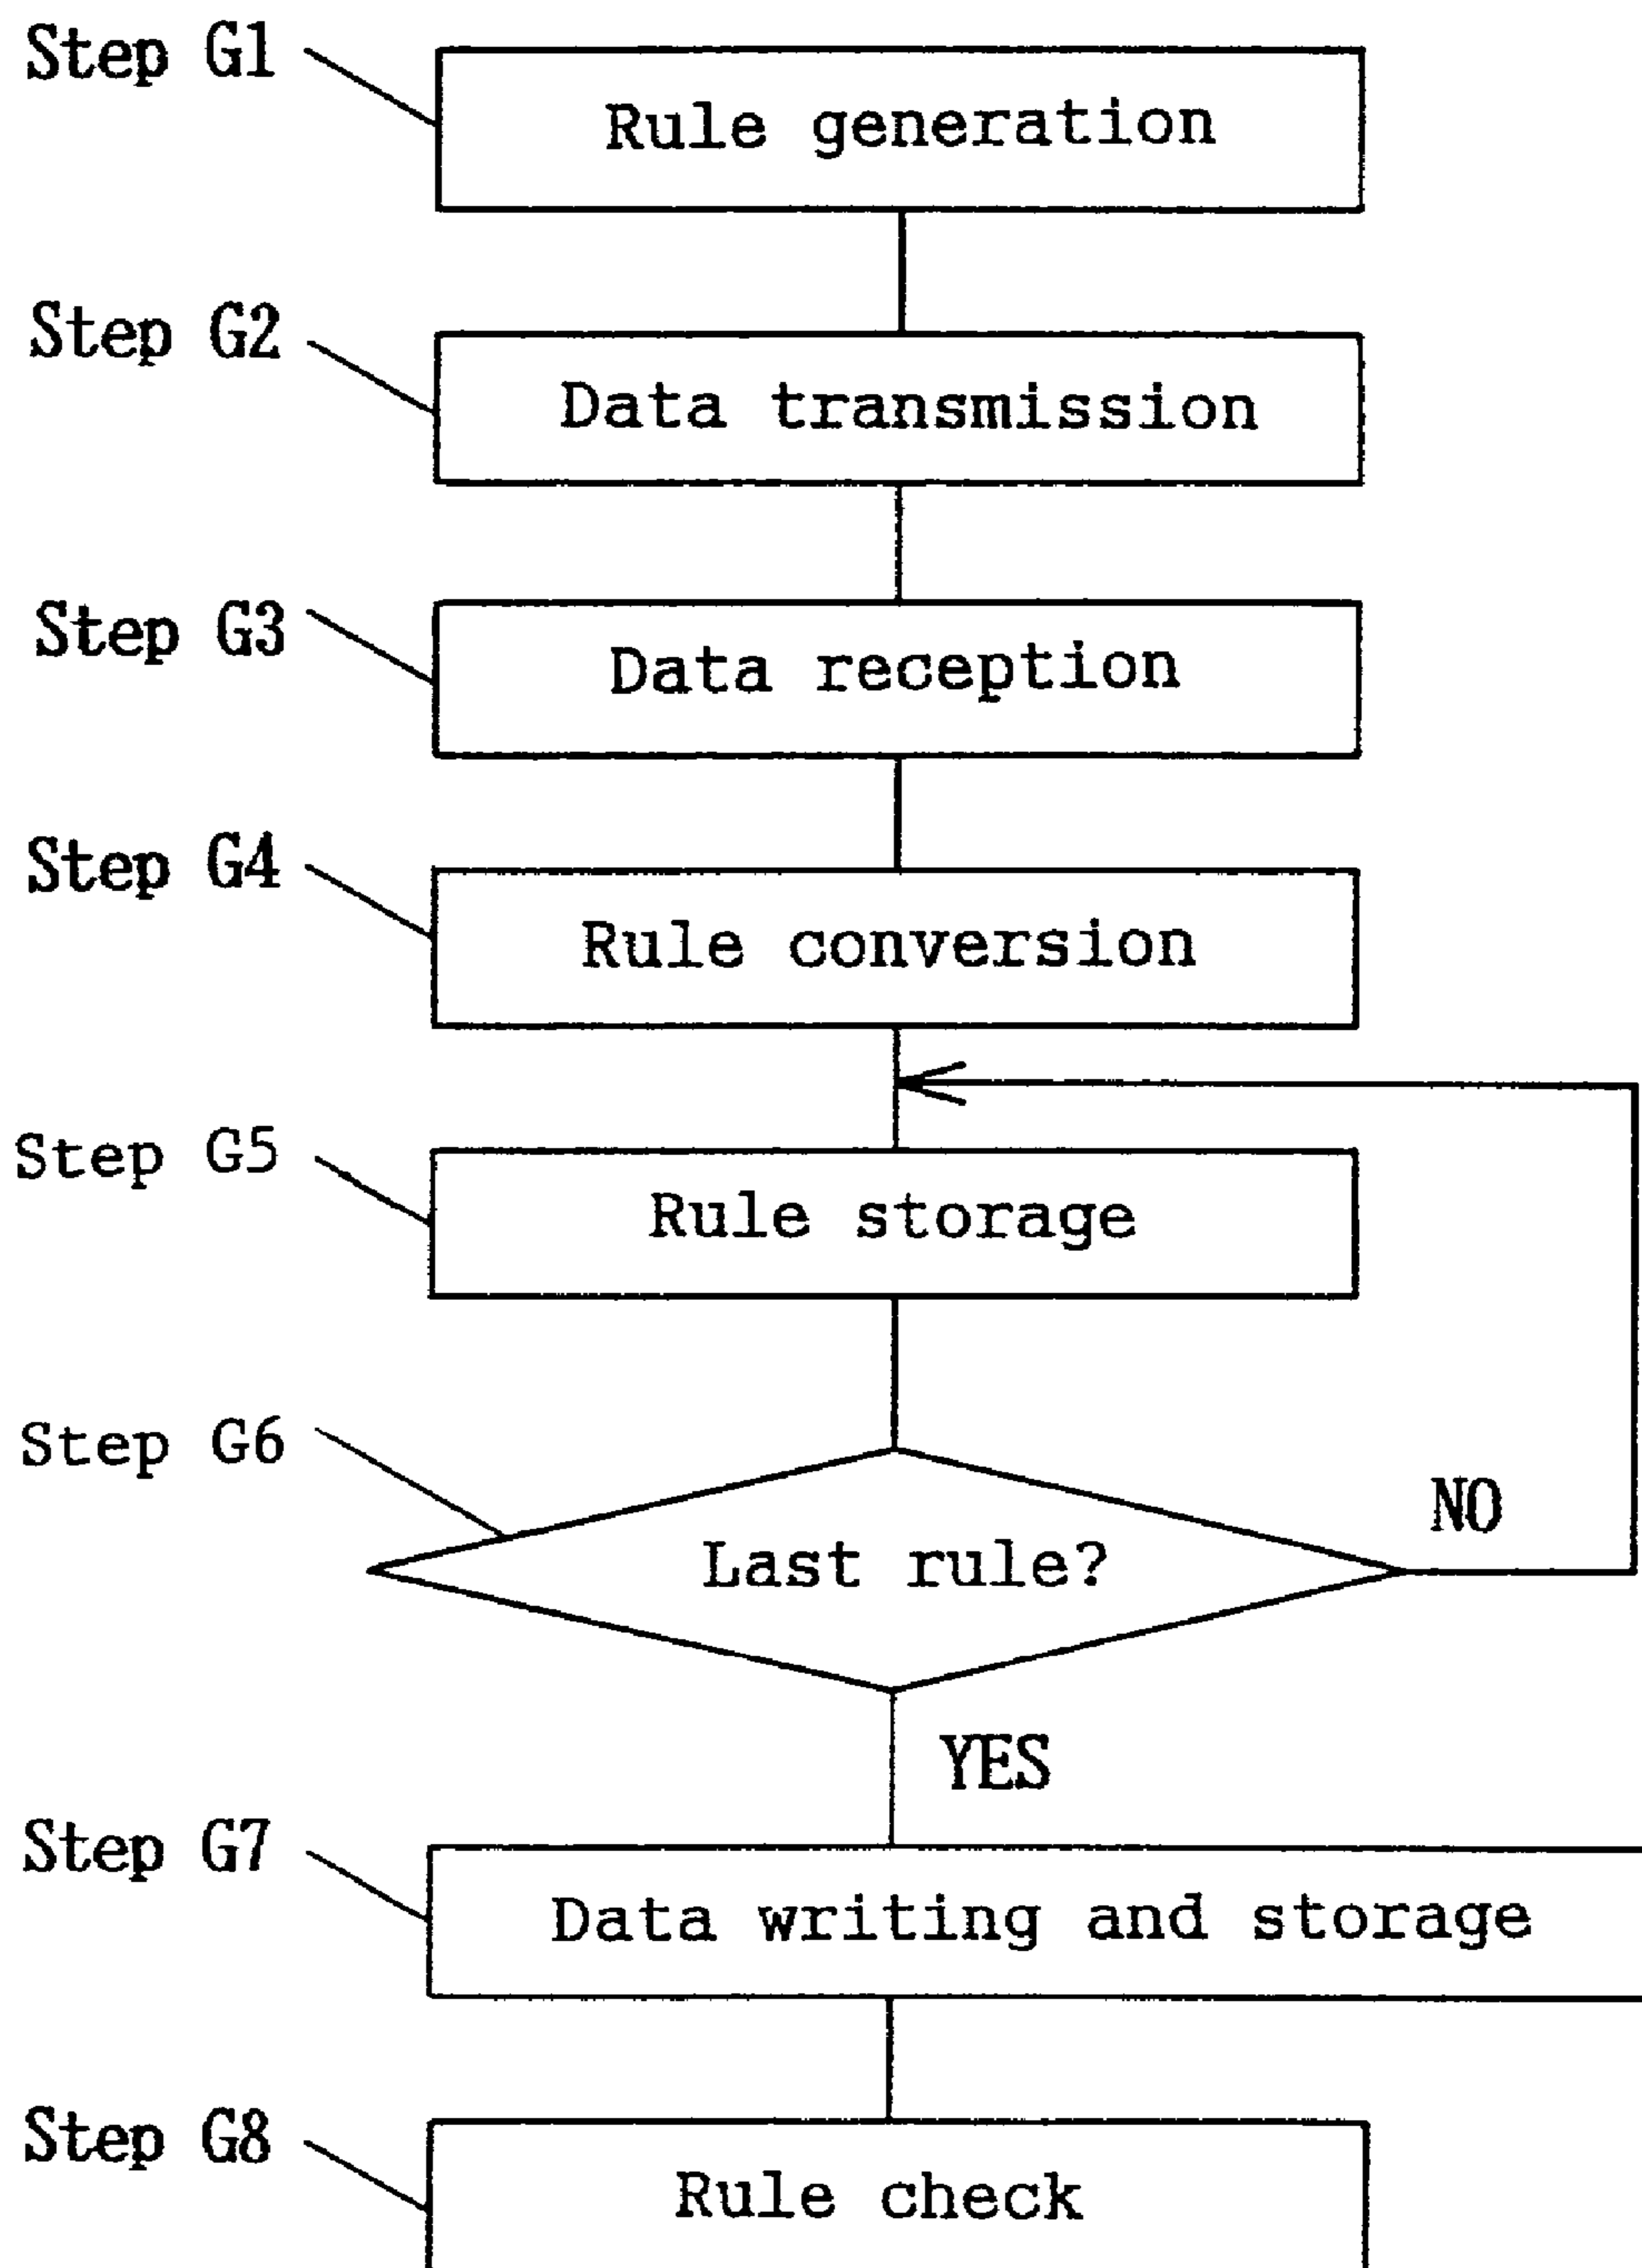 Step G1
Rule generation
Step G2
Data transmission
Step G3
Data reception
Step G4
Rule conversion
Step G5
Rule storage
Step G6
Last rule?
NO
YES
Step G7
Data writing and storage
Step G8
Rule check